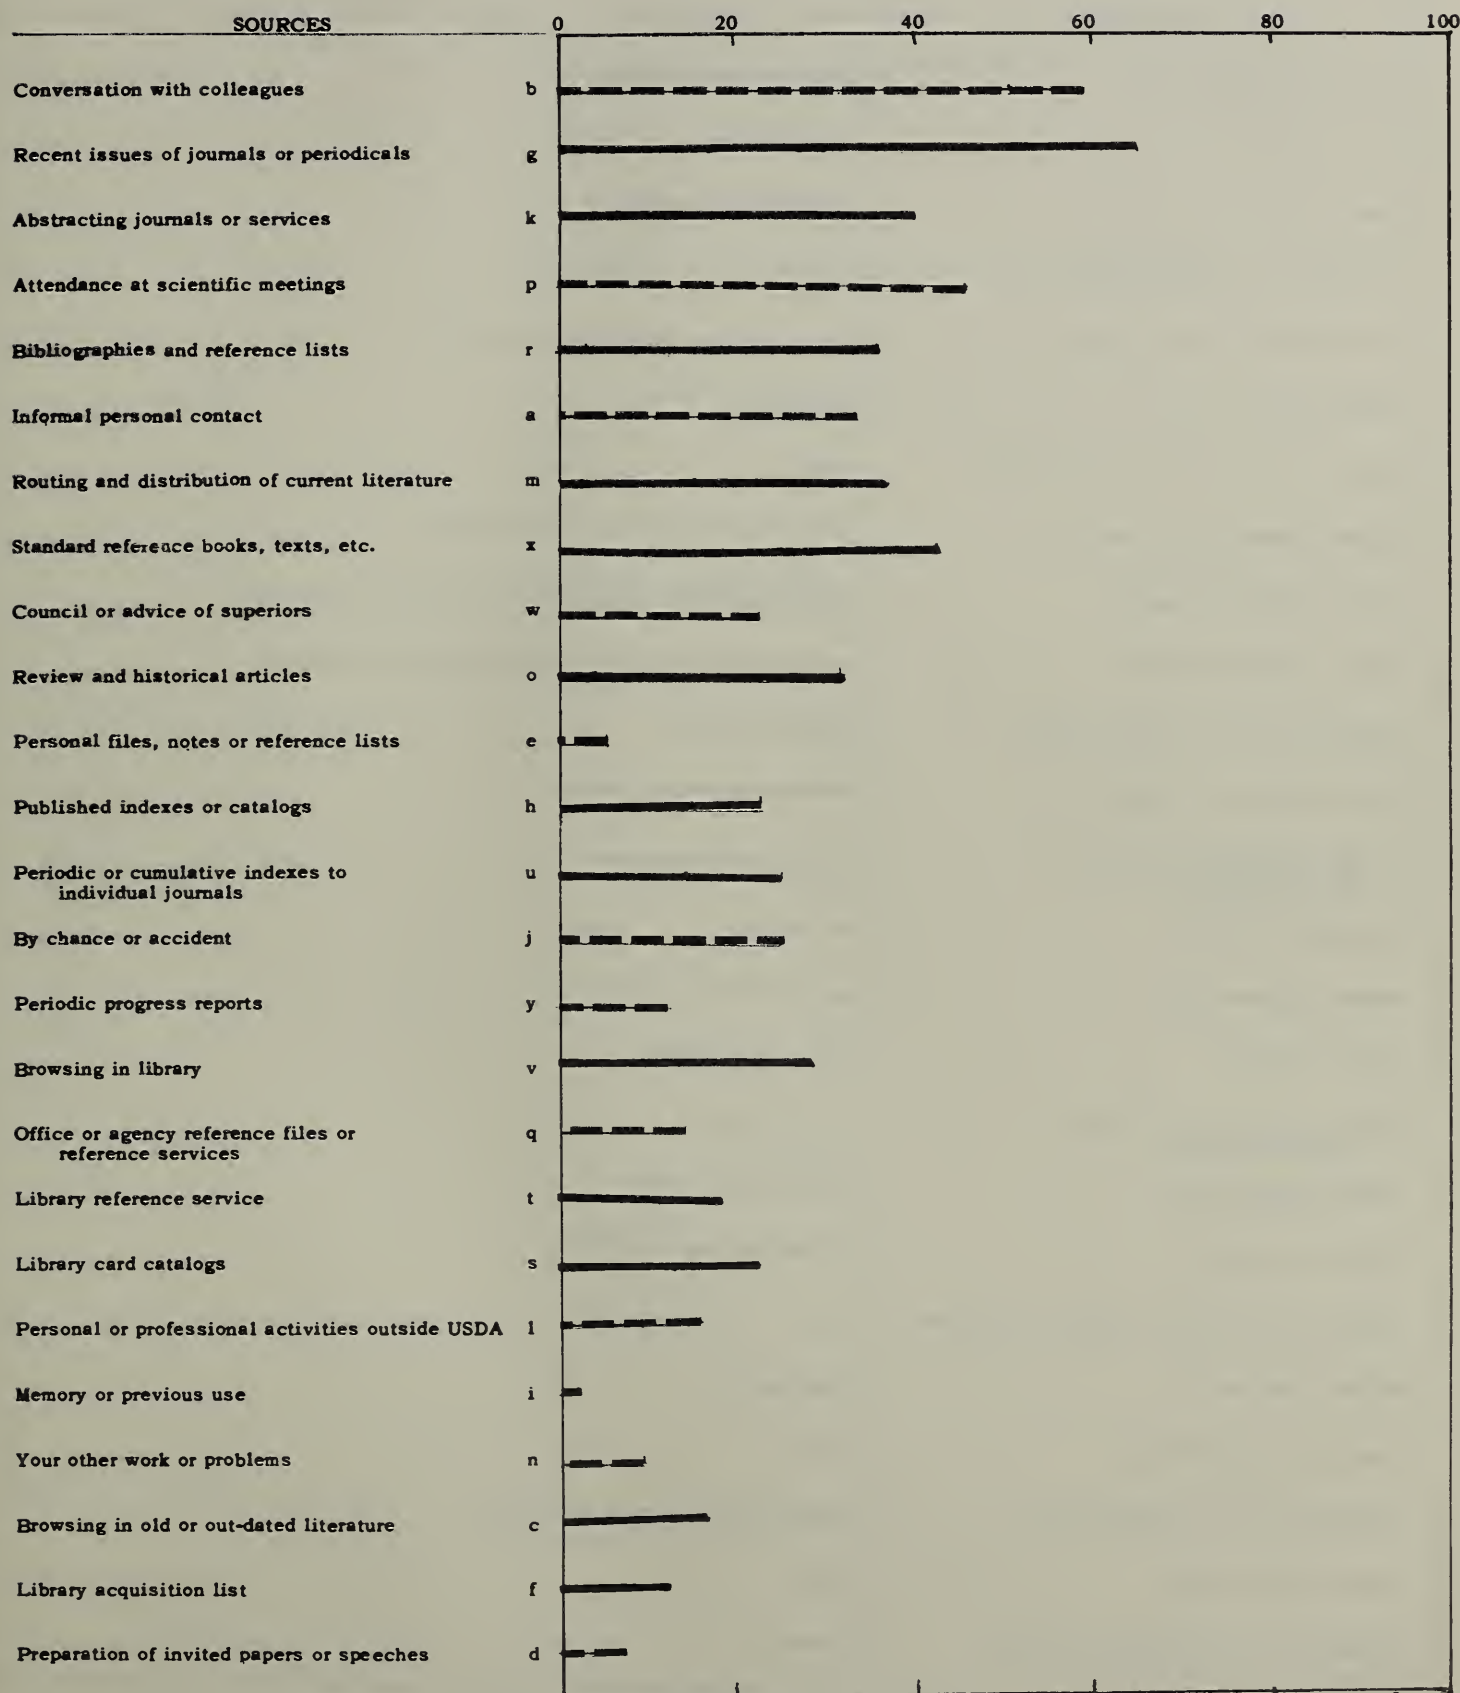 SOURCES 0 20 40 60 80 100
Conversation with colleagues b
Recent issues of journals or periodicals g
Abstracting journals or services k
Attendance at scientific meetings p
Bibliographies and reference lists r
Informal personal contact a
Routing and distribution of current literature m
Standard reference books, texts, etc. x
Council or advice of superiors w
Review and historical articles o
Personal files, notes or reference lists e
Published indexes or catalogs h
Periodic or cumulative indexes to u
individual journals
By chance or accident j
Periodic progress reports y
Browsing in library v
Office or agency reference files or q
reference services
Library reference service t
Library card catalogs s
Personal or professional activities outside USDA l
Memory or previous use i
Your other work or problems n
Browsing in old or out-dated literature c
Library acquisition list f
Preparation of invited papers or speeches d